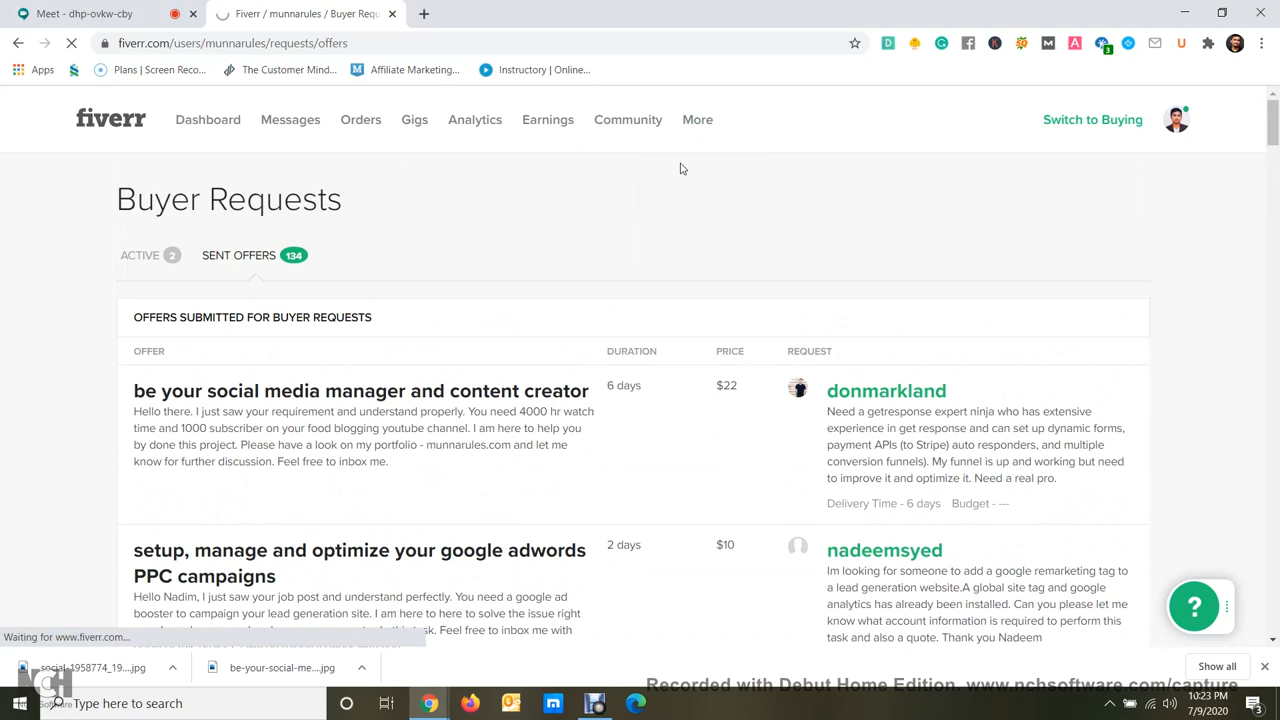 Meet – dhp-ovkw-cby
Fiverr / munnarules / Buyer Requ
fiverr.com/users/munnarules/requests/offers
Apps
Plans | Screen Reco...
The Customer Mind...
Affiliate Marketing...
Instructory | Online...
fiverr
Dashboard
Messages
Orders
Gigs
Analytics
Earnings
Community
More
Switch to Buying
Buyer Requests
ACTIVE 2
SENT OFFERS 134
OFFERS SUBMITTED FOR BUYER REQUESTS
OFFER
DURATION
PRICE
REQUEST
be your social media manager and content creator
Hello there. I just saw your requirement and understand properly. You need 4000 hr watch
time and 1000 subscriber on your food blogging youtube channel. I am here to help you
by done this project. Please have a look on my portfolio - munnarules.com and let me
know for further discussion. Feel free to inbox me.
6 days
$22
donmarkland
Need a getresponse expert ninja who has extensive
experience in get response and can set up dynamic forms,
payment APIs (to Stripe) auto responders, and multiple
conversion funnels). My funnel is up and working but need
to improve it and optimize it. Need a real pro.
Delivery Time - 6 days Budget - ---
setup, manage and optimize your google adwords
PPC campaigns
Hello Nadim, I just saw your job post and understand perfectly. You need a google ad
booster to campaign your lead generation site. I am here to here to solve the issue right
task. Feel free to inbox me with
2 days
$10
nadeemsyed
Im looking for someone to add a google remarketing tag to
a lead generation website.A global site tag and google
analytics has already been installed. Can you please let me
know what account information is required to perform this
task and also a quote. Thank you Nadeem
?
Waiting for www.fiverr.com...
social-1958774_19....jpg
be-your-social-me....jpg
Show all
NCH
Software
Recorded with Debut Home Edition. www.nchsoftware.com/capture
Type here to search
10:23 PM
7/9/2020
3